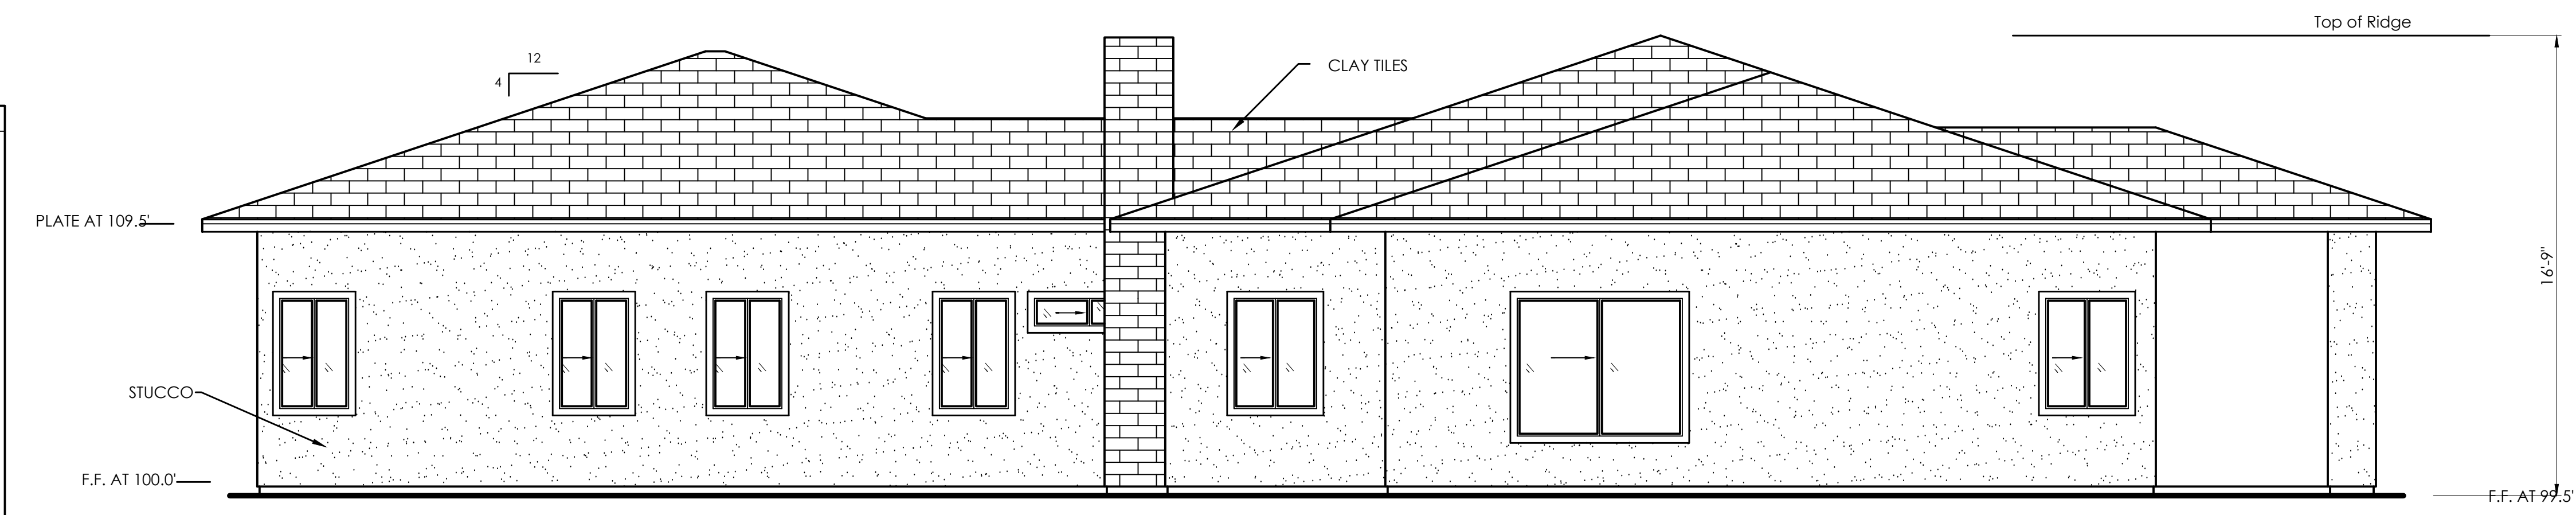 Top of Ridge
12
4
CLAY TILES
PLATE AT 109.5'
16'-9"
STUCCO
F.F. AT 100.0'
F.F. AT 99.5'